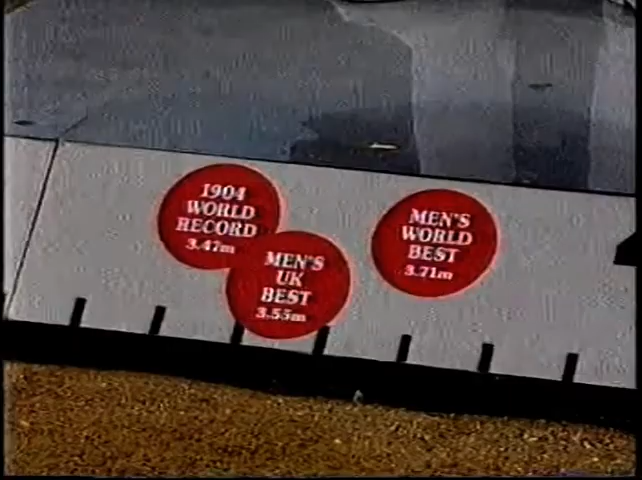 1904
WORLD
RECORD
3.47m
MEN'S
UK
BEST
3.55m
MEN'S
WORLD
BEST
3.71m